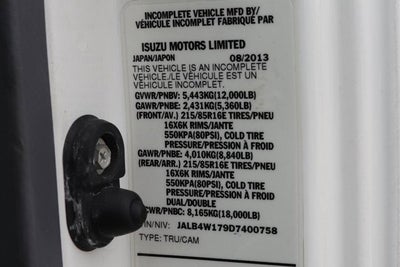 INCOMPLETE VEHICLE MFD BY/
VÉHICULE INCOMPLET FABRIQUÉ PAR
ISUZU MOTORS LIMITED
JAPAN/JAPON 08/2013
THIS VEHICLE IS AN INCOMPLETE
VEHICLE./LE VÉHICULE EST UN
VÉHICULE INCOMPLET.
GVWR/PNBV: 5,443KG(12,000LB)
GAWR/PNBE: 2,431KG(5,360LB)
(FRONT/AV.) 215/85R16E TIRES/PNEU
16X6K RIMS/JANTE
550KPA(80PSI), COLD TIRE
PRESSURE/PRESSION À FROID
GAWR/PNBE: 4,010KG(8,840LB)
(REAR/ARR.) 215/85R16E TIRES/PNEU
16X6K RIMS/JANTE
550KPA(80PSI), COLD TIRE
PRESSURE/PRESSION À FROID
DUAL/DOUBLE
CWR/PNBC: 8,165KG(18,000LB)
VIN/NIV: JALB4W179D7400758
TYPE: TRU/CAM